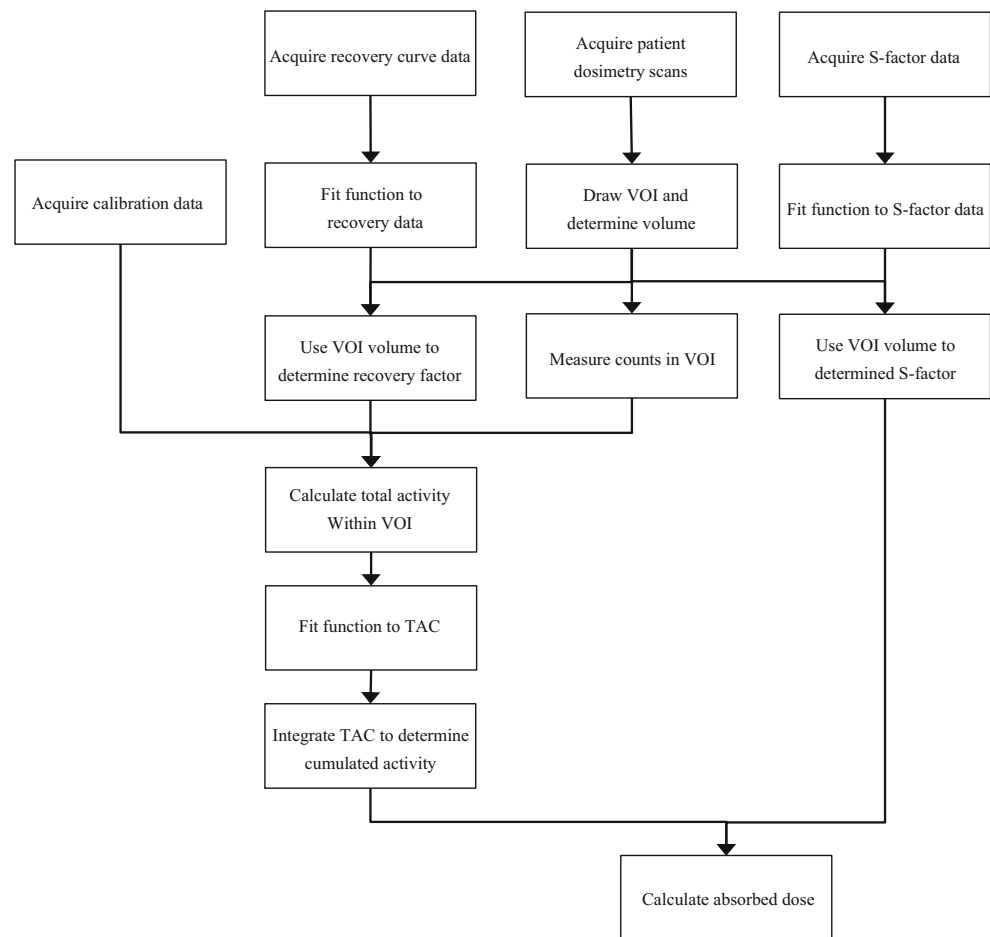 Acquire recovery curve data
Acquire patient
dosimetry scans
Acquire S-factor data
Acquire calibration data
Fit function to
recovery data
Draw VOI and
determine volume
Fit function to S-factor data
Use VOI volume to
determine recovery factor
Measure counts in VOI
Use VOI volume to
determined S-factor
Calculate total activity
Within VOI
Fit function to TAC
Integrate TAC to determine
cumulated activity
Calculate absorbed dose